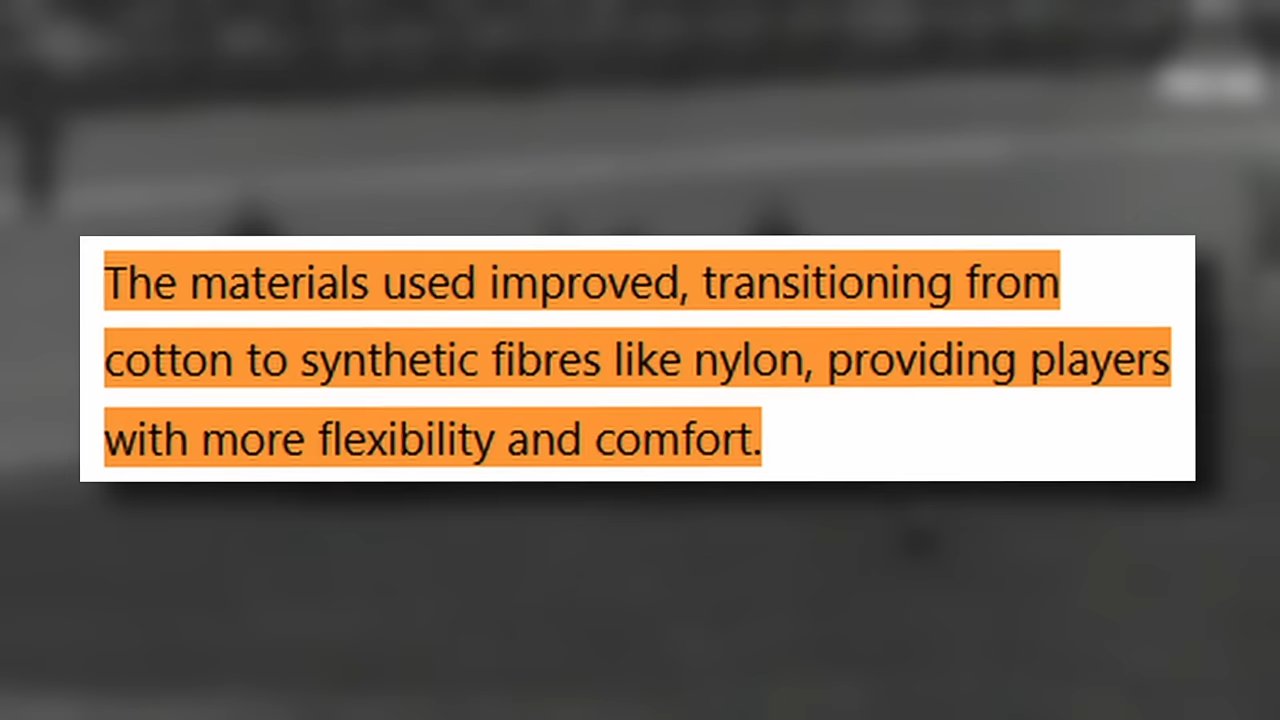 The materials used improved, transitioning from
cotton to synthetic fibres like nylon, providing players
with more flexibility and comfort.